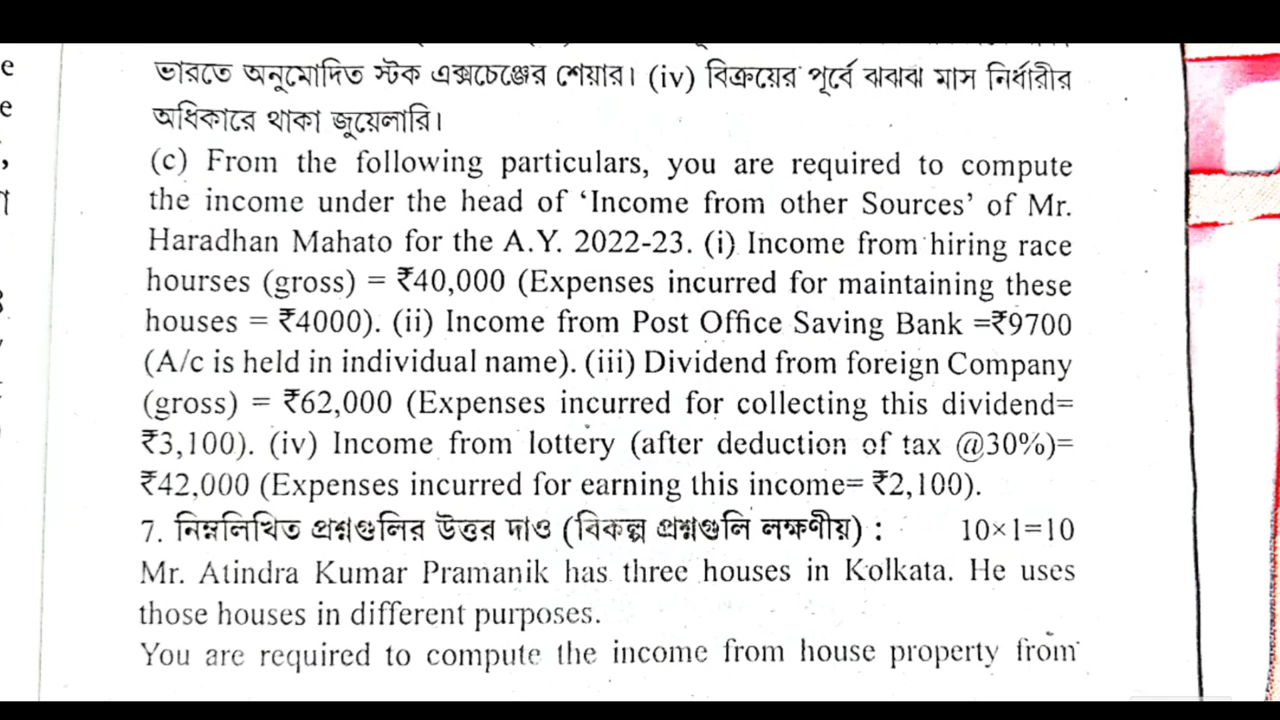 ভারতে অনুমোদিত স্টক এক্সচেঞ্জের শেয়ার। (iv) বিক্রয়ের পূর্বে ঝঝঝ মাস নির্ধারীর
অধিকারে থাকা জুয়েলারি।
(c) From the following particulars, you are required to compute
the income under the head of ‘Income from other Sources’ of Mr.
Haradhan Mahato for the A.Y. 2022-23. (i) Income from hiring race
hourses (gross) = ₹40,000 (Expenses incurred for maintaining these
houses = ₹4000). (ii) Income from Post Office Saving Bank =₹9700
(A/c is held in individual name). (iii) Dividend from foreign Company
(gross) = ₹62,000 (Expenses incurred for collecting this dividend=
₹3,100). (iv) Income from lottery (after deduction of tax @30%)=
₹42,000 (Expenses incurred for earning this income= ₹2,100).
7. নিম্নলিখিত প্রশ্নগুলির উত্তর দাও (বিকল্প প্রশ্নগুলি লক্ষণীয়) : 10×1=10
Mr. Atindra Kumar Pramanik has three houses in Kolkata. He uses
those houses in different purposes.
You are required to compute the income from house property from